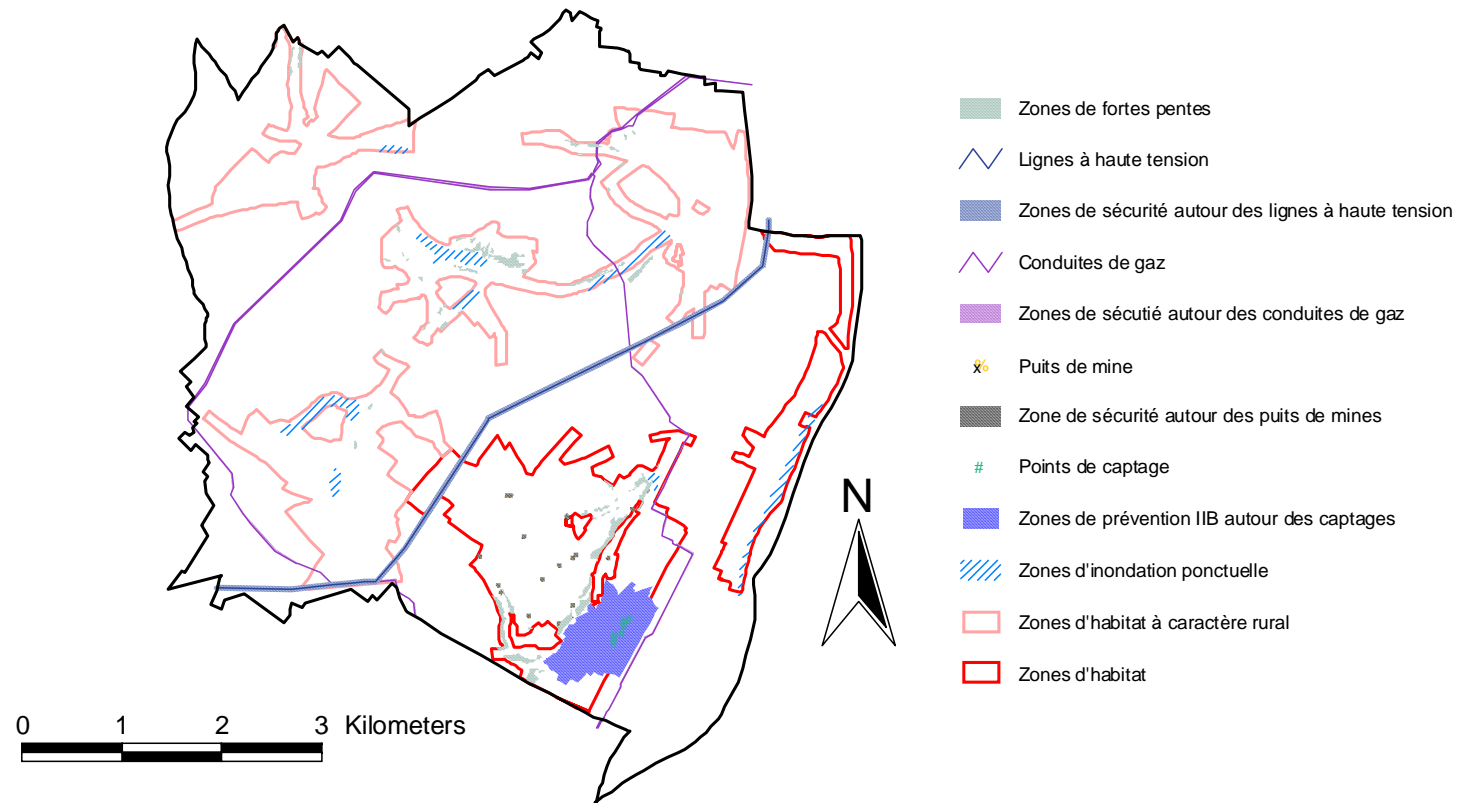 Zones de fortes pentes
Lignes à haute tension
Zones de sécurité autour des lignes à haute tension
Conduites de gaz
Zones de sécutié autour des conduites de gaz
x% Puits de mine
Zone de sécurité autour des puits de mines
# Points de captage
Zones de prévention IIB autour des captages
Zones d'inondation ponctuelle
Zones d'habitat à caractère rural
Zones d'habitat
N
0 1 2 3 Kilometers